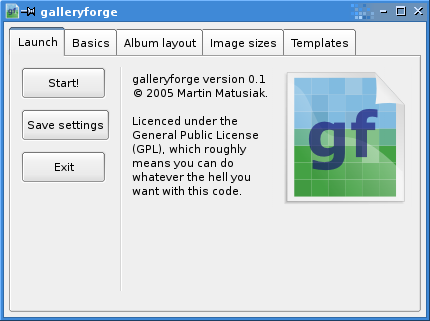 galleryforge
Launch
Basics
Album layout
Image sizes
Templates
Start!
Save settings
Exit
galleryforge version 0.1
© 2005 Martin Matusiak.
Licenced under the
General Public License
(GPL), which roughly
means you can do
whatever the hell you
want with this code.
gf